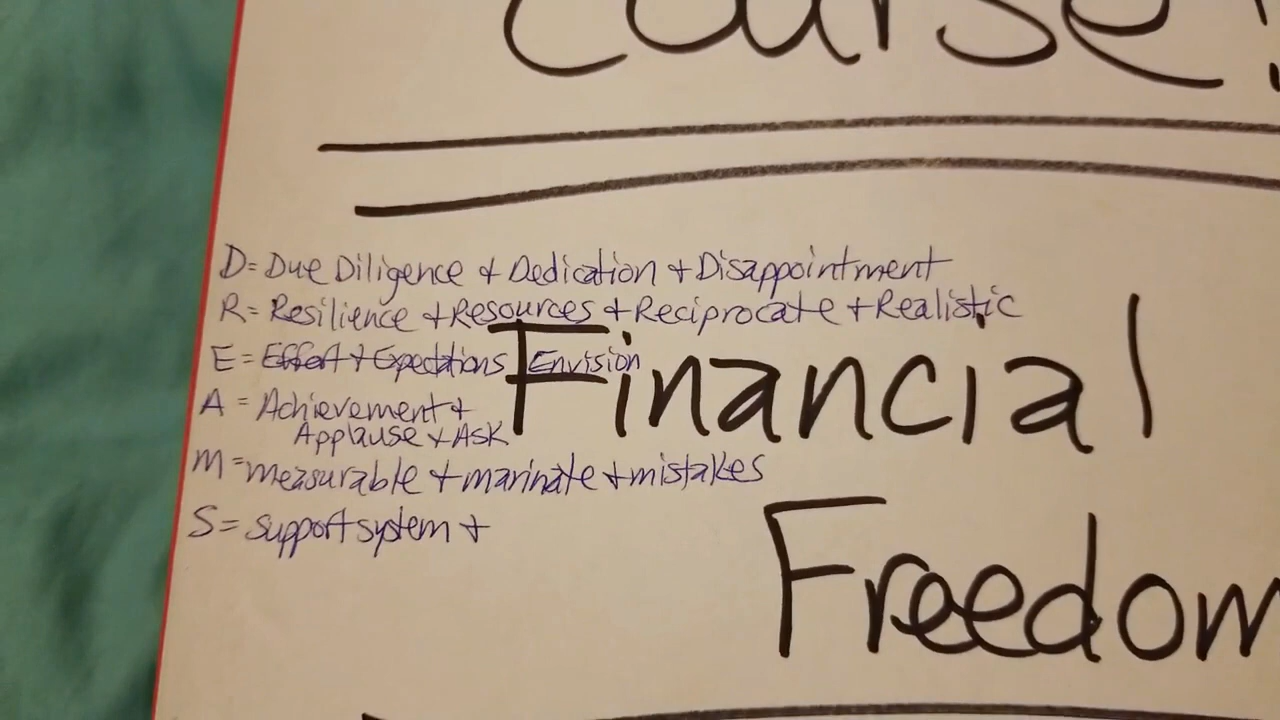 Course!
D= Due Diligence + Dedication + Disappointment
R= Resilience + Resources + Reciprocate + Realistic
E= Effort + Expectations Envision
A = Achievement +
Applause + Ask
M= measurable + marinate + mistakes
S= support system +
Financial
Freedom